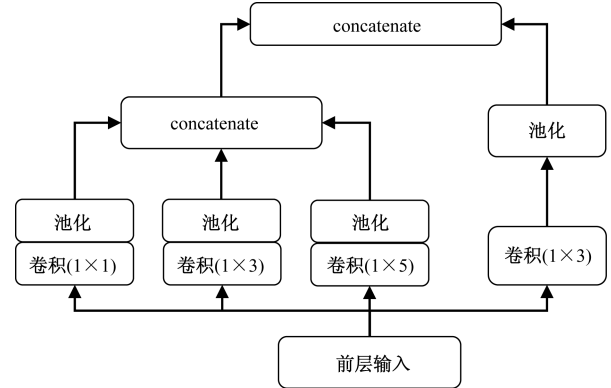 concatenate
concatenate
池化
池化
池化
池化
卷积(1×1)
卷积(1×3)
卷积(1×5)
卷积(1×3)
前层输入